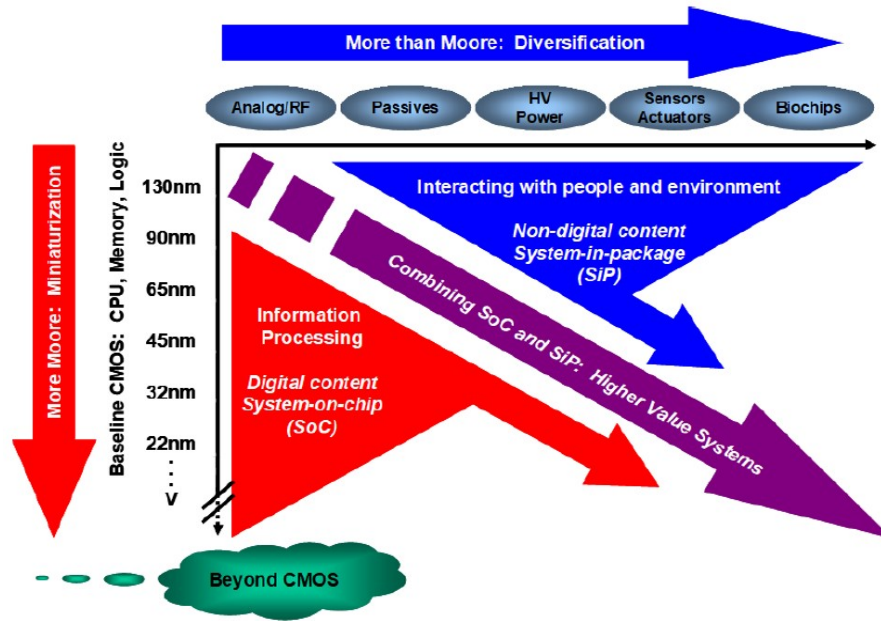 More than Moore: Diversification
Analog/RF
Passives
HV
Power
Sensors
Actuators
Biochips
More Moore: Miniaturization
Baseline CMOS: CPU, Memory, Logic
130nm
90nm
65nm
45nm
32nm
22nm
V
Interacting with people and environment
Non-digital content
System-in-package
(SiP)
Combining SoC and SiP: Higher Value Systems
Information
Processing
Digital content
System-on-chip
(SoC)
Beyond CMOS